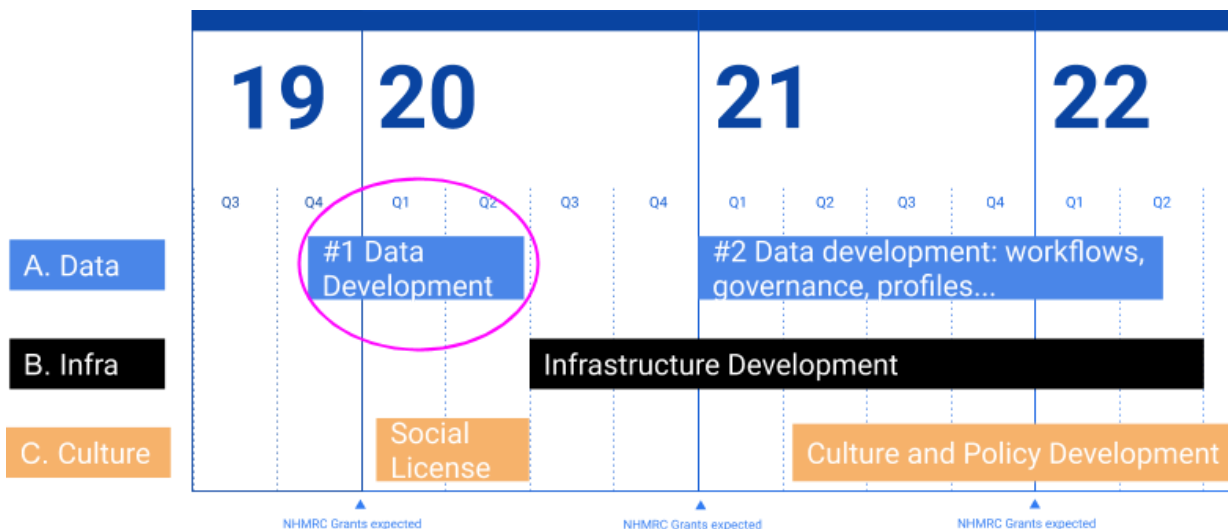 19 20 21 22
Q3 Q4 Q1 Q2 Q3 Q4 Q1 Q2 Q3 Q4 Q1 Q2
A. Data
#1 Data
Development
#2 Data development: workflows,
governance, profiles...
B. Infra
Infrastructure Development
C. Culture
Social
License
Culture and Policy Development
NHMRC Grants expected NHMRC Grants expected NHMRC Grants expected